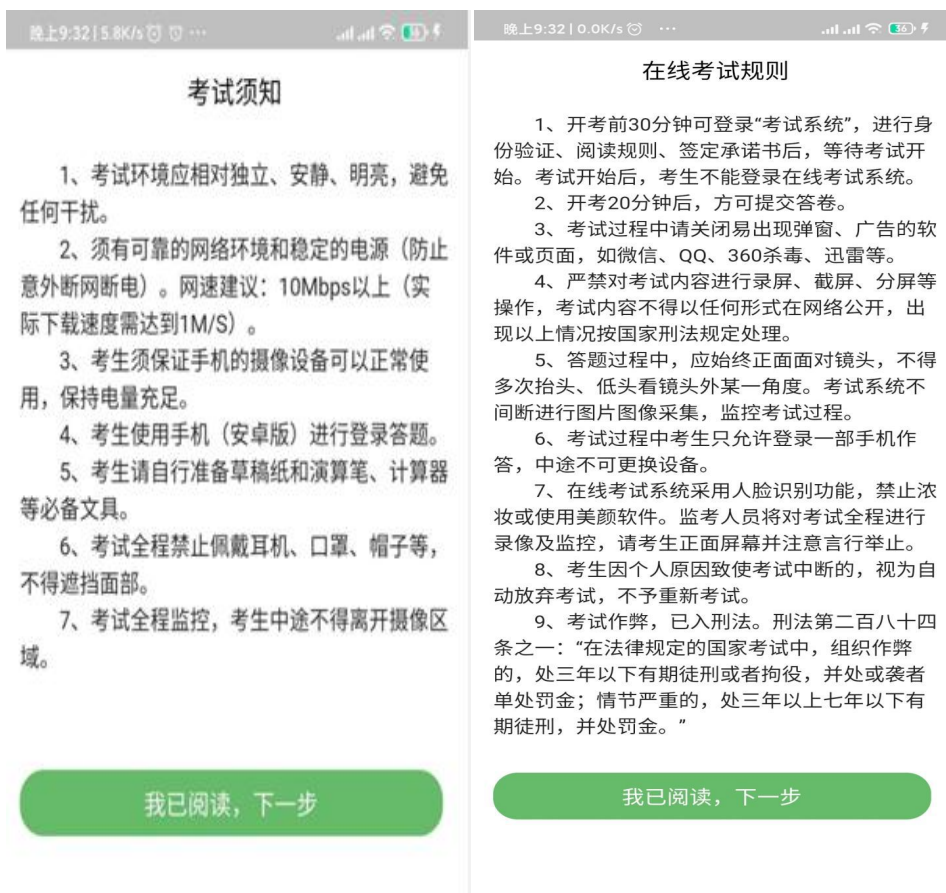 晚上9:32 | 5.8K/s
考试须知
1、考试环境应相对独立、安静、明亮，避免
任何干扰。
2、须有可靠的网络环境和稳定的电源（防止
意外断网断电）。网速建议：10Mbps以上（实
际下载速度需达到1M/S）。
3、考生须保证手机的摄像设备可以正常使
用，保持电量充足。
4、考生使用手机（安卓版）进行登录答题。
5、考生请自行准备草稿纸和演算笔、计算器
等必备文具。
6、考试全程禁止佩戴耳机、口罩、帽子等，
不得遮挡面部。
7、考试全程监控，考生中途不得离开摄像区
域。
我已阅读，下一步
晚上9:32 | 0.0K/s
36
在线考试规则
1、开考前30分钟可登录“考试系统”，进行身
份验证、阅读规则、签定承诺书后，等待考试开
始。考试开始后，考生不能登录在线考试系统。
2、开考20分钟后，方可提交答卷。
3、考试过程中请关闭易出现弹窗、广告的软
件或页面，如微信、QQ、360杀毒、迅雷等。
4、严禁对考试内容进行录屏、截屏、分屏等
操作，考试内容不得以任何形式在网络公开，出
现以上情况按国家刑法规定处理。
5、答题过程中，应始终正面面对镜头，不得
多次抬头、低头看镜头外某一角度。考试系统不
间断进行图片图像采集，监控考试过程。
6、考试过程中考生只允许登录一部手机作
答，中途不可更换设备。
7、在线考试系统采用人脸识别功能，禁止浓
妆或使用美颜软件。监考人员将对考试全程进行
录像及监控，请考生正面屏幕并注意言行举止。
8、考生因个人原因致使考试中断的，视为自
动放弃考试，不予重新考试。
9、考试作弊，已入刑法。刑法第二百八十四
条之一：“在法律规定的国家考试中，组织作弊
的，处三年以下有期徒刑或者拘役，并处或袭者
单处罚金；情节严重的，处三年以上七年以下有
期徒刑，并处罚金。”
我已阅读，下一步